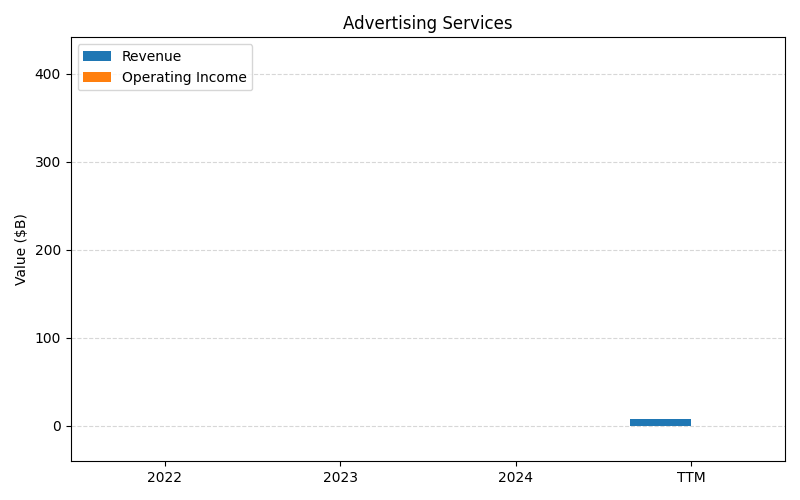 Advertising Services
Revenue
Operating Income
Value ($B)
400
300
200
100
0
2022 2023 2024 TTM